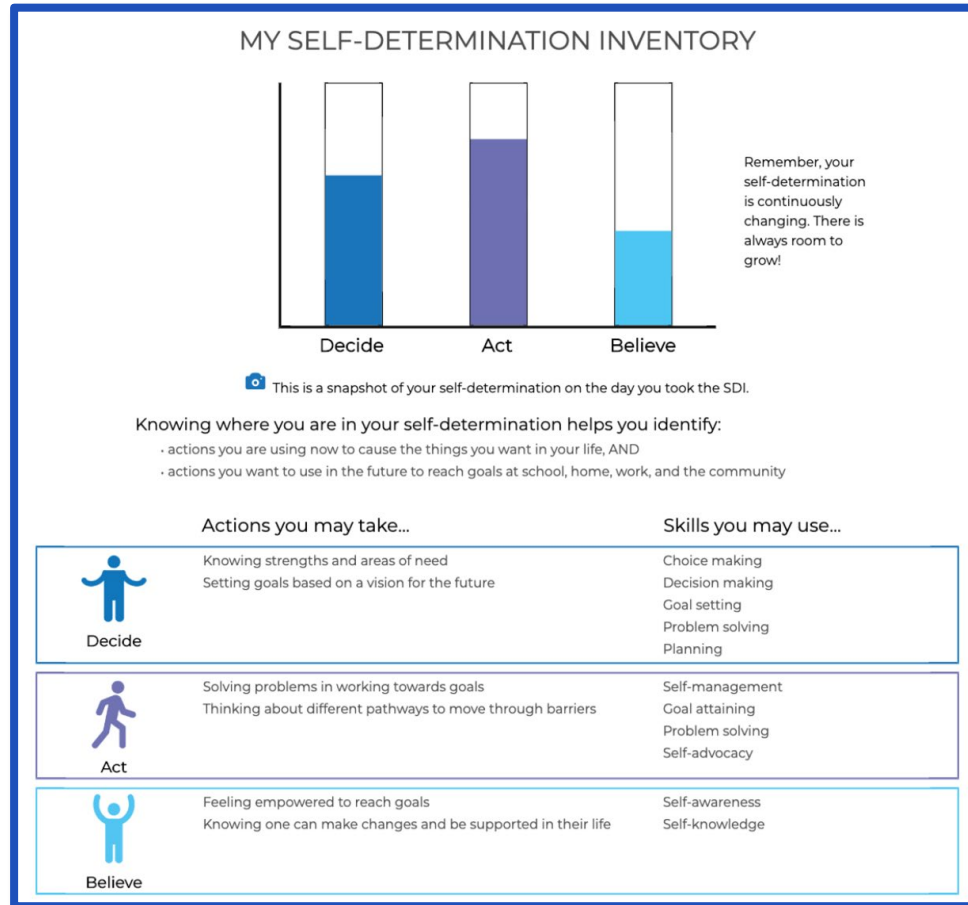 MY SELF-DETERMINATION INVENTORY
Remember, your
self-determination
is continuously
changing. There is
always room to
grow!
Decide Act Believe
This is a snapshot of your self-determination on the day you took the SDI.
Knowing where you are in your self-determination helps you identify:
· actions you are using now to cause the things you want in your life, AND
· actions you want to use in the future to reach goals at school, home, work, and the community
Actions you may take... Skills you may use...
Decide
Knowing strengths and areas of need
Setting goals based on a vision for the future
Choice making
Decision making
Goal setting
Problem solving
Planning
Act
Solving problems in working towards goals
Thinking about different pathways to move through barriers
Self-management
Goal attaining
Problem solving
Self-advocacy
Believe
Feeling empowered to reach goals
Knowing one can make changes and be supported in their life
Self-awareness
Self-knowledge